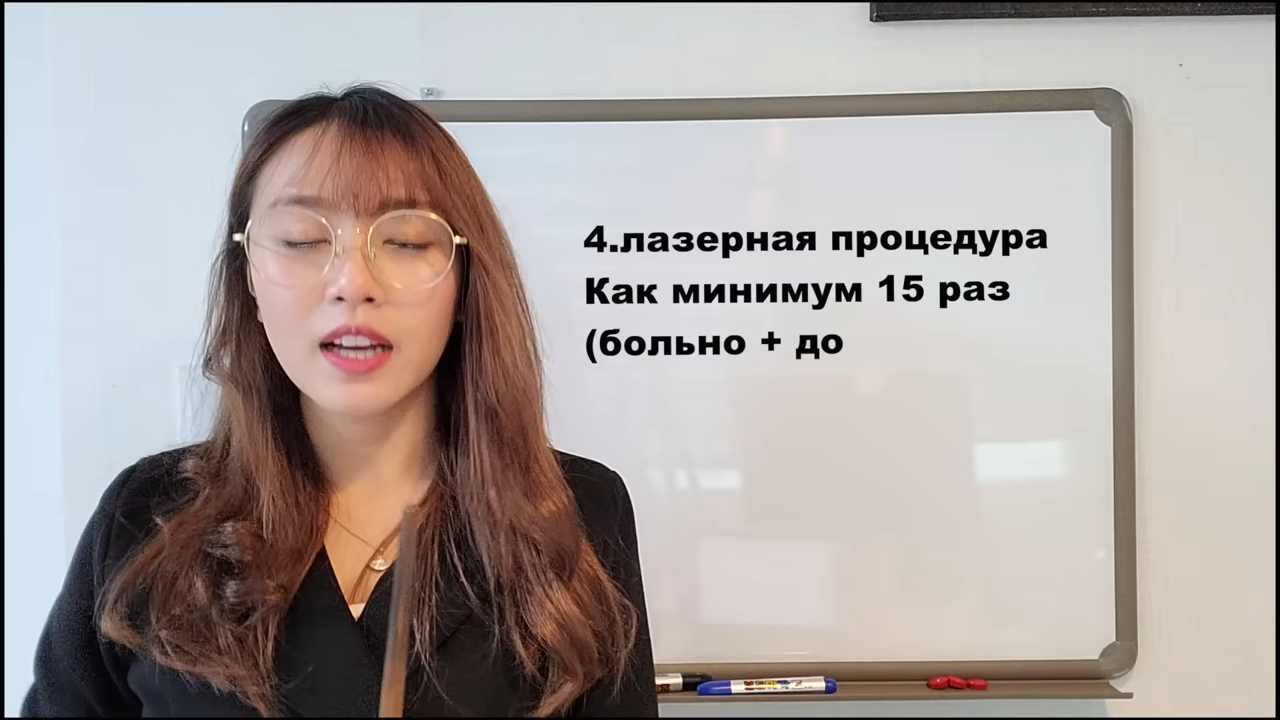 4.лазерная процедура
Как минимум 15 раз
(больно + до